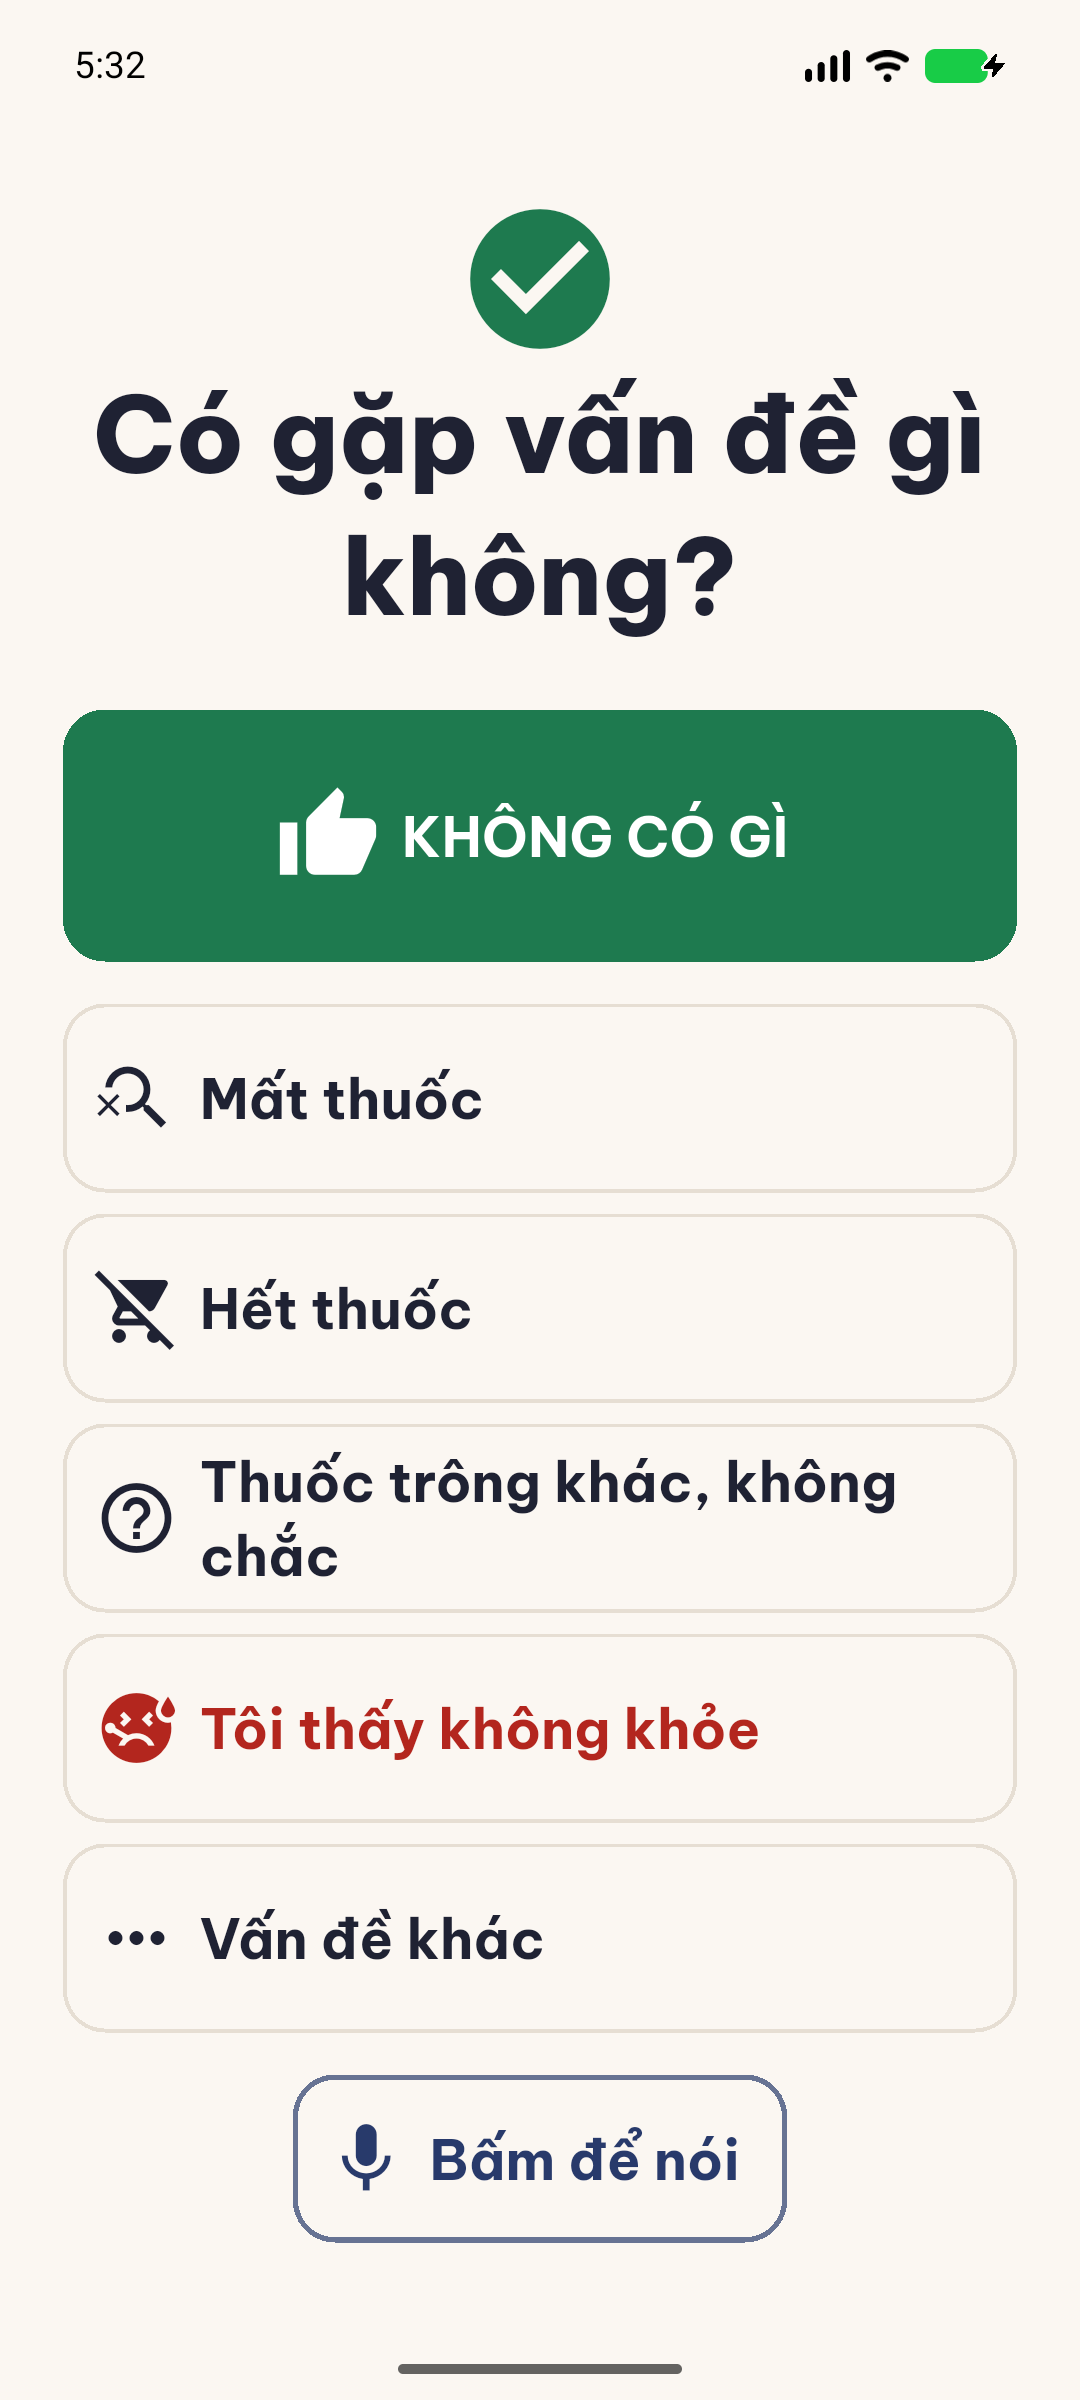 5:32
Có gặp vấn đề gì
không?
KHÔNG CÓ GÌ
Mất thuốc
Hết thuốc
Thuốc trông khác, không
chắc
Tôi thấy không khỏe
Vấn đề khác
Bấm để nói